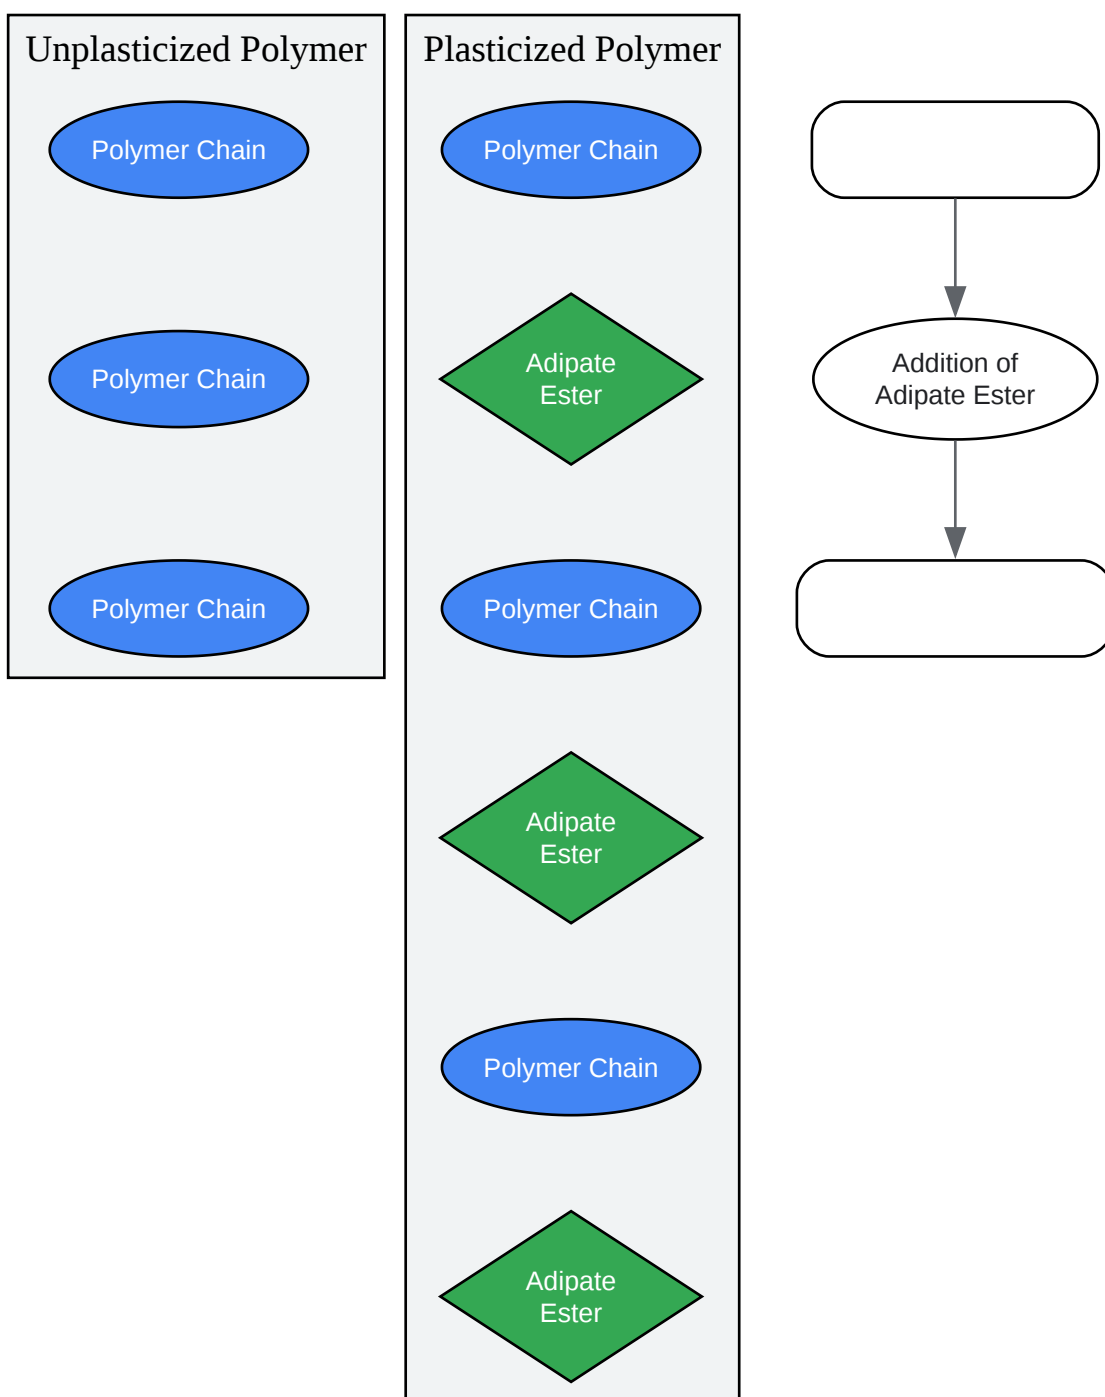 Unplasticized Polymer
Polymer Chain
Polymer Chain
Polymer Chain
Plasticized Polymer
Polymer Chain
Adipate
Ester
Polymer Chain
Adipate
Ester
Polymer Chain
Adipate
Ester
Addition of
Adipate Ester